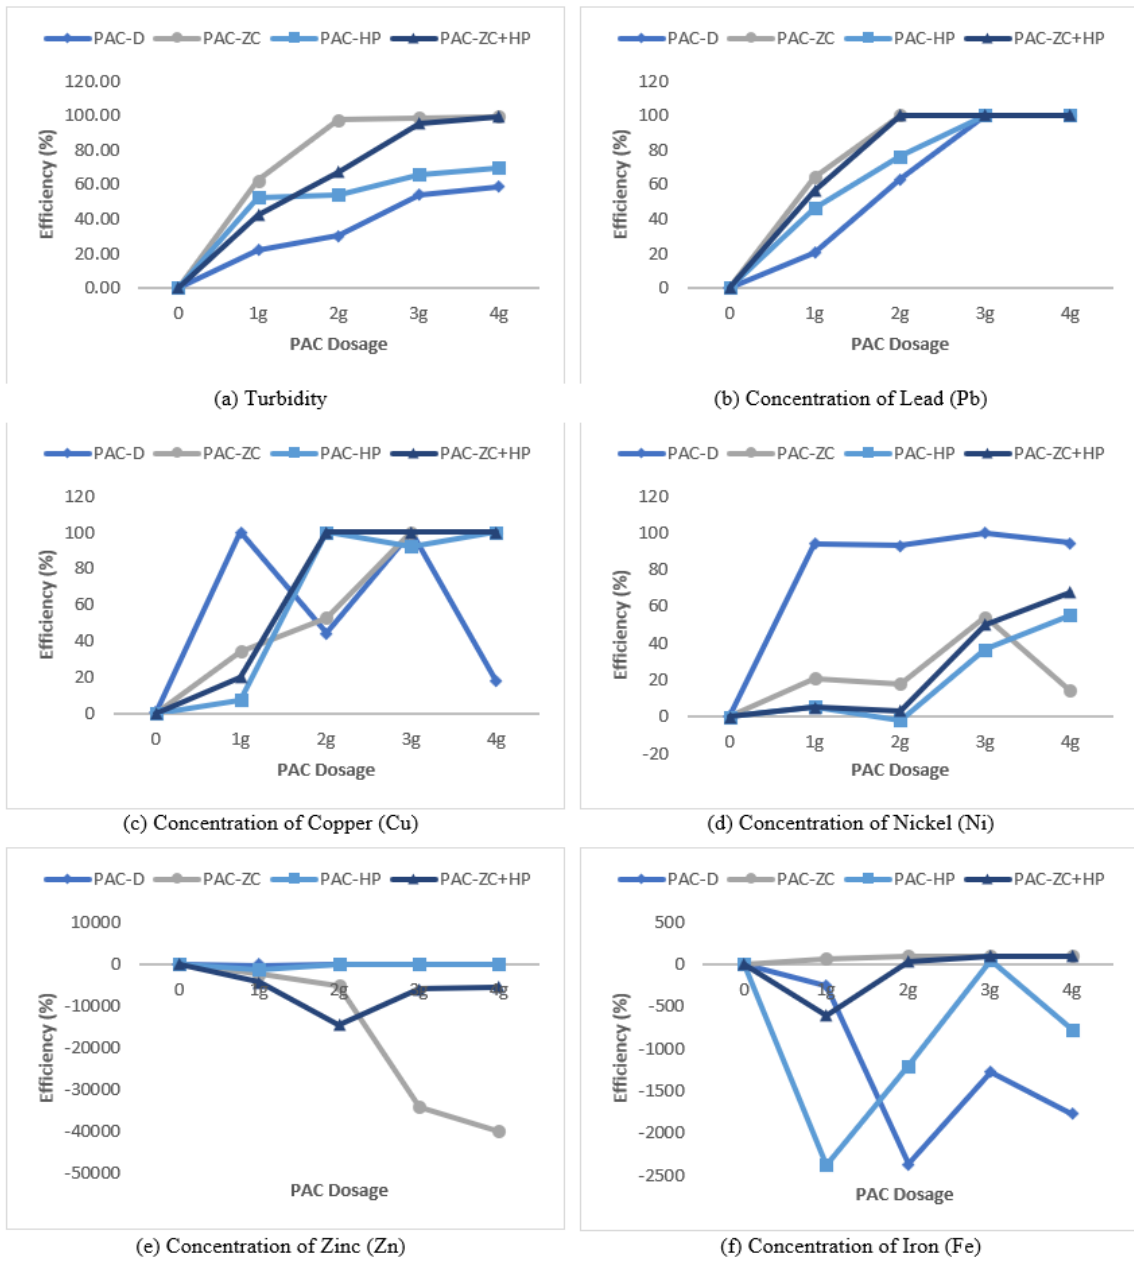 PAC-D PAC-ZC PAC-HP PAC-ZC+HP
120.00
100.00
80.00
60.00
40.00
20.00
0.00
Efficiency (%)
0 1g 2g 3g 4g
PAC Dosage
(a) Turbidity
PAC-D PAC-ZC PAC-HP PAC-ZC+HP
120
100
80
60
40
20
0
Efficiency (%)
0 1g 2g 3g 4g
PAC Dosage
(b) Concentration of Lead (Pb)
PAC-D PAC-ZC PAC-HP PAC-ZC+HP
120
100
80
60
40
20
0
Efficiency (%)
0 1g 2g 3g 4g
PAC Dosage
(c) Concentration of Copper (Cu)
PAC-D PAC-ZC PAC-HP PAC-ZC+HP
120
100
80
60
40
20
0
-20
Efficiency (%)
0 1g 2g 3g 4g
PAC Dosage
(d) Concentration of Nickel (Ni)
PAC-D PAC-ZC PAC-HP PAC-ZC+HP
10000
0
-10000
-20000
-30000
-40000
-50000
Efficiency (%)
0 1g 2g 3g 4g
PAC Dosage
(e) Concentration of Zinc (Zn)
PAC-D PAC-ZC PAC-HP PAC-ZC+HP
500
0
-500
-1000
-1500
-2000
-2500
Efficiency (%)
0 1g 2g 3g 4g
PAC Dosage
(f) Concentration of Iron (Fe)